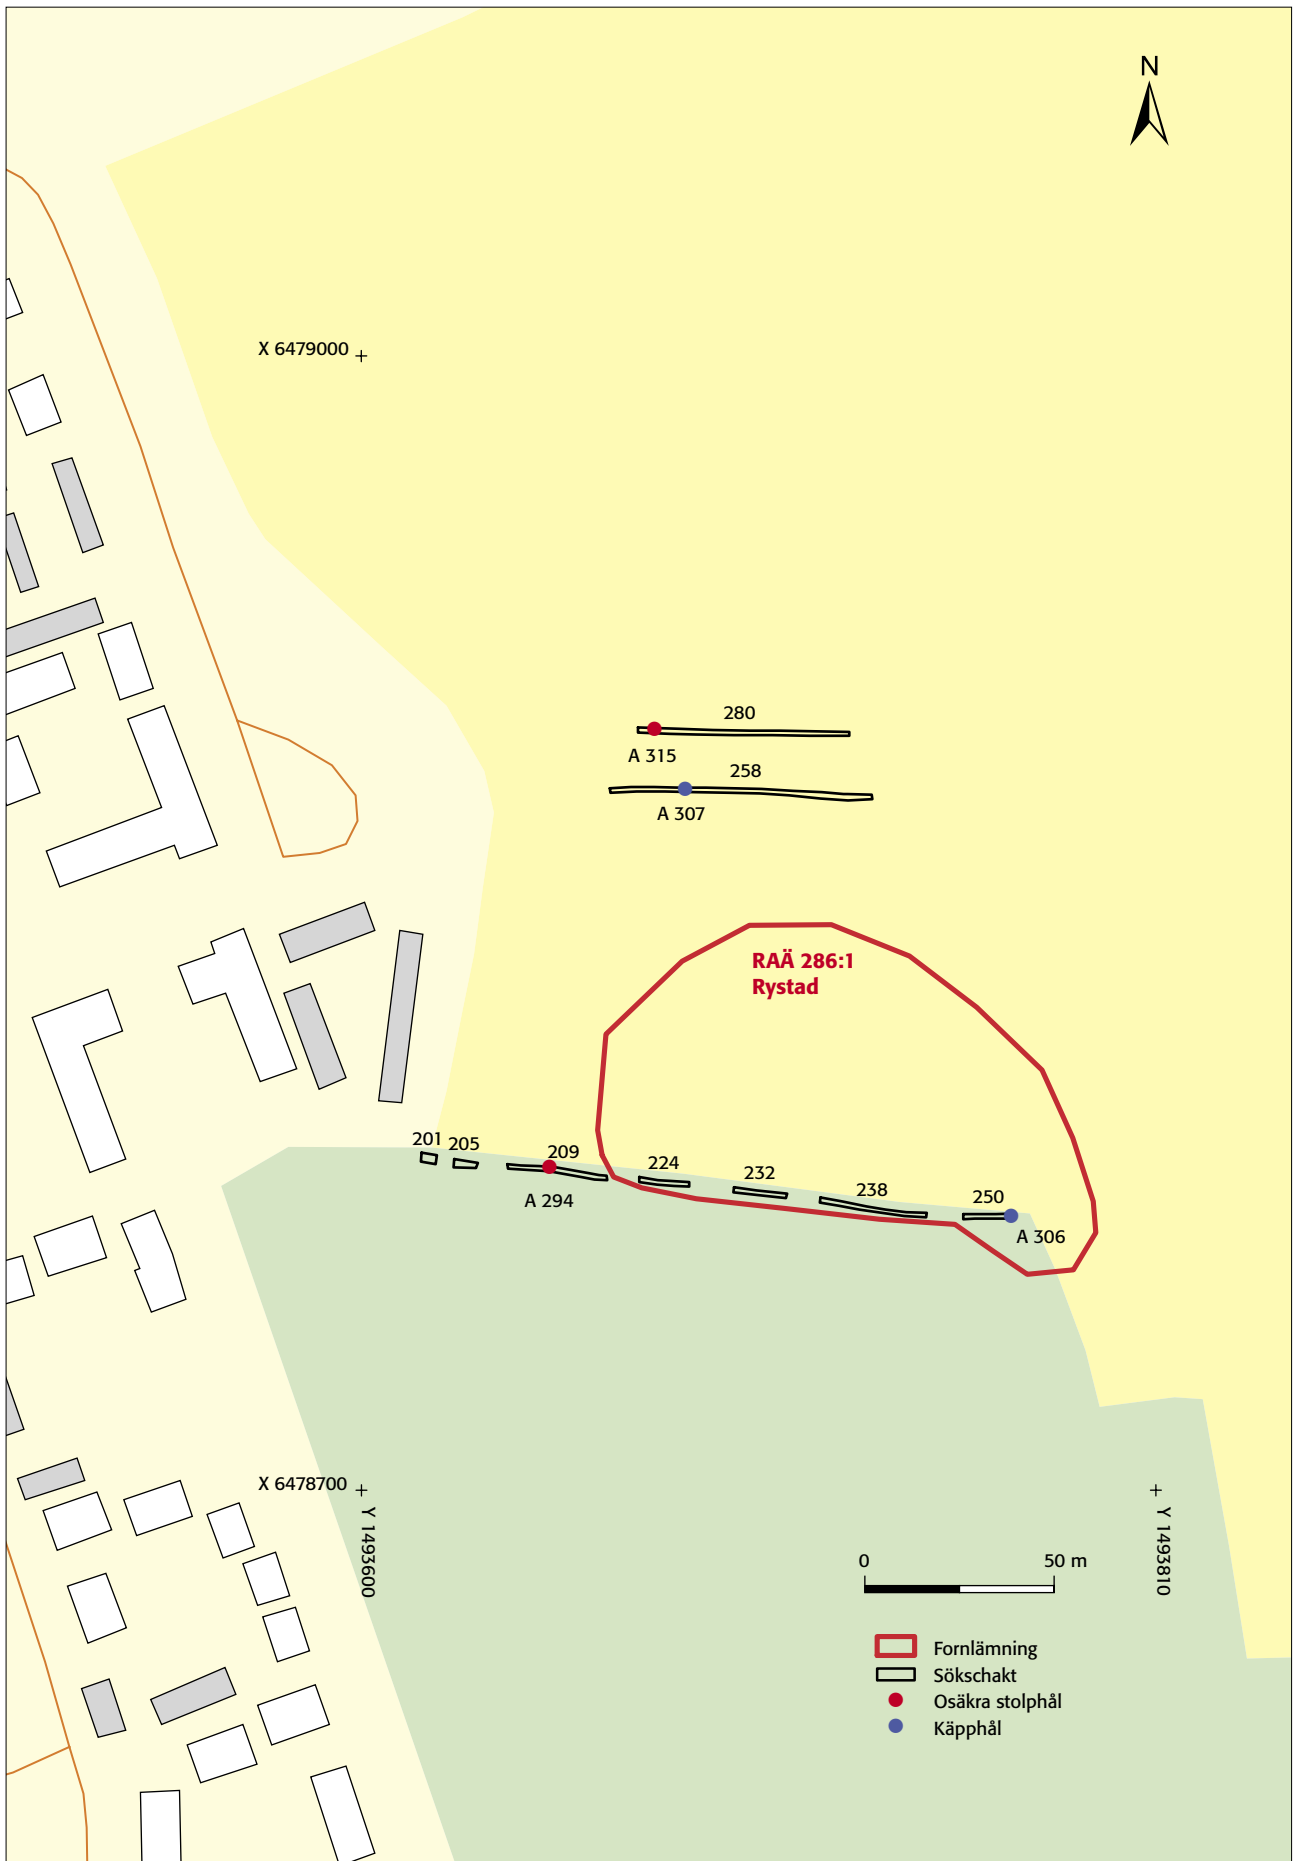 N
X 6479000
280
A 315
258
A 307
RAÄ 286:1
Rystad
201
205
209
A 294
224
232
238
250
A 306
X 6478700
Y 1493600
Y 1493810
0 50 m
Fornlämning
Sökschakt
Osäkra stolphål
Käpphål